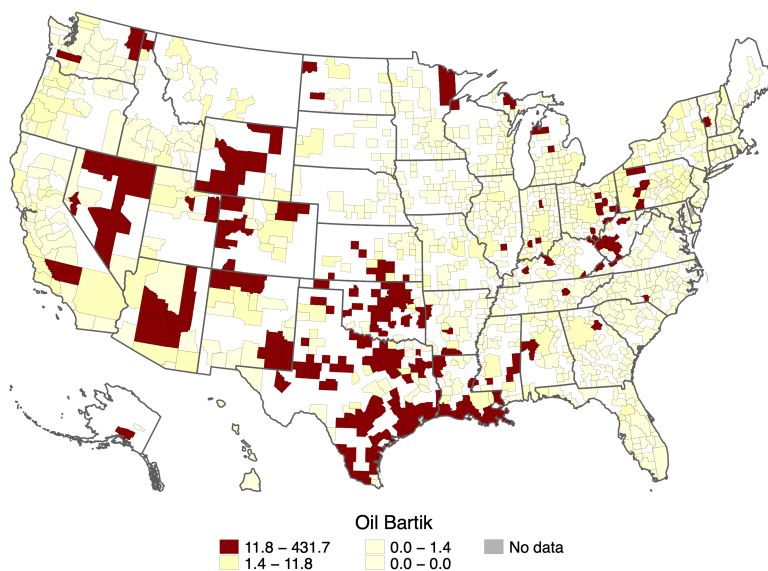 Oil Bartik
11.8 – 431.7 0.0 – 1.4 No data
1.4 – 11.8 0.0 – 0.0